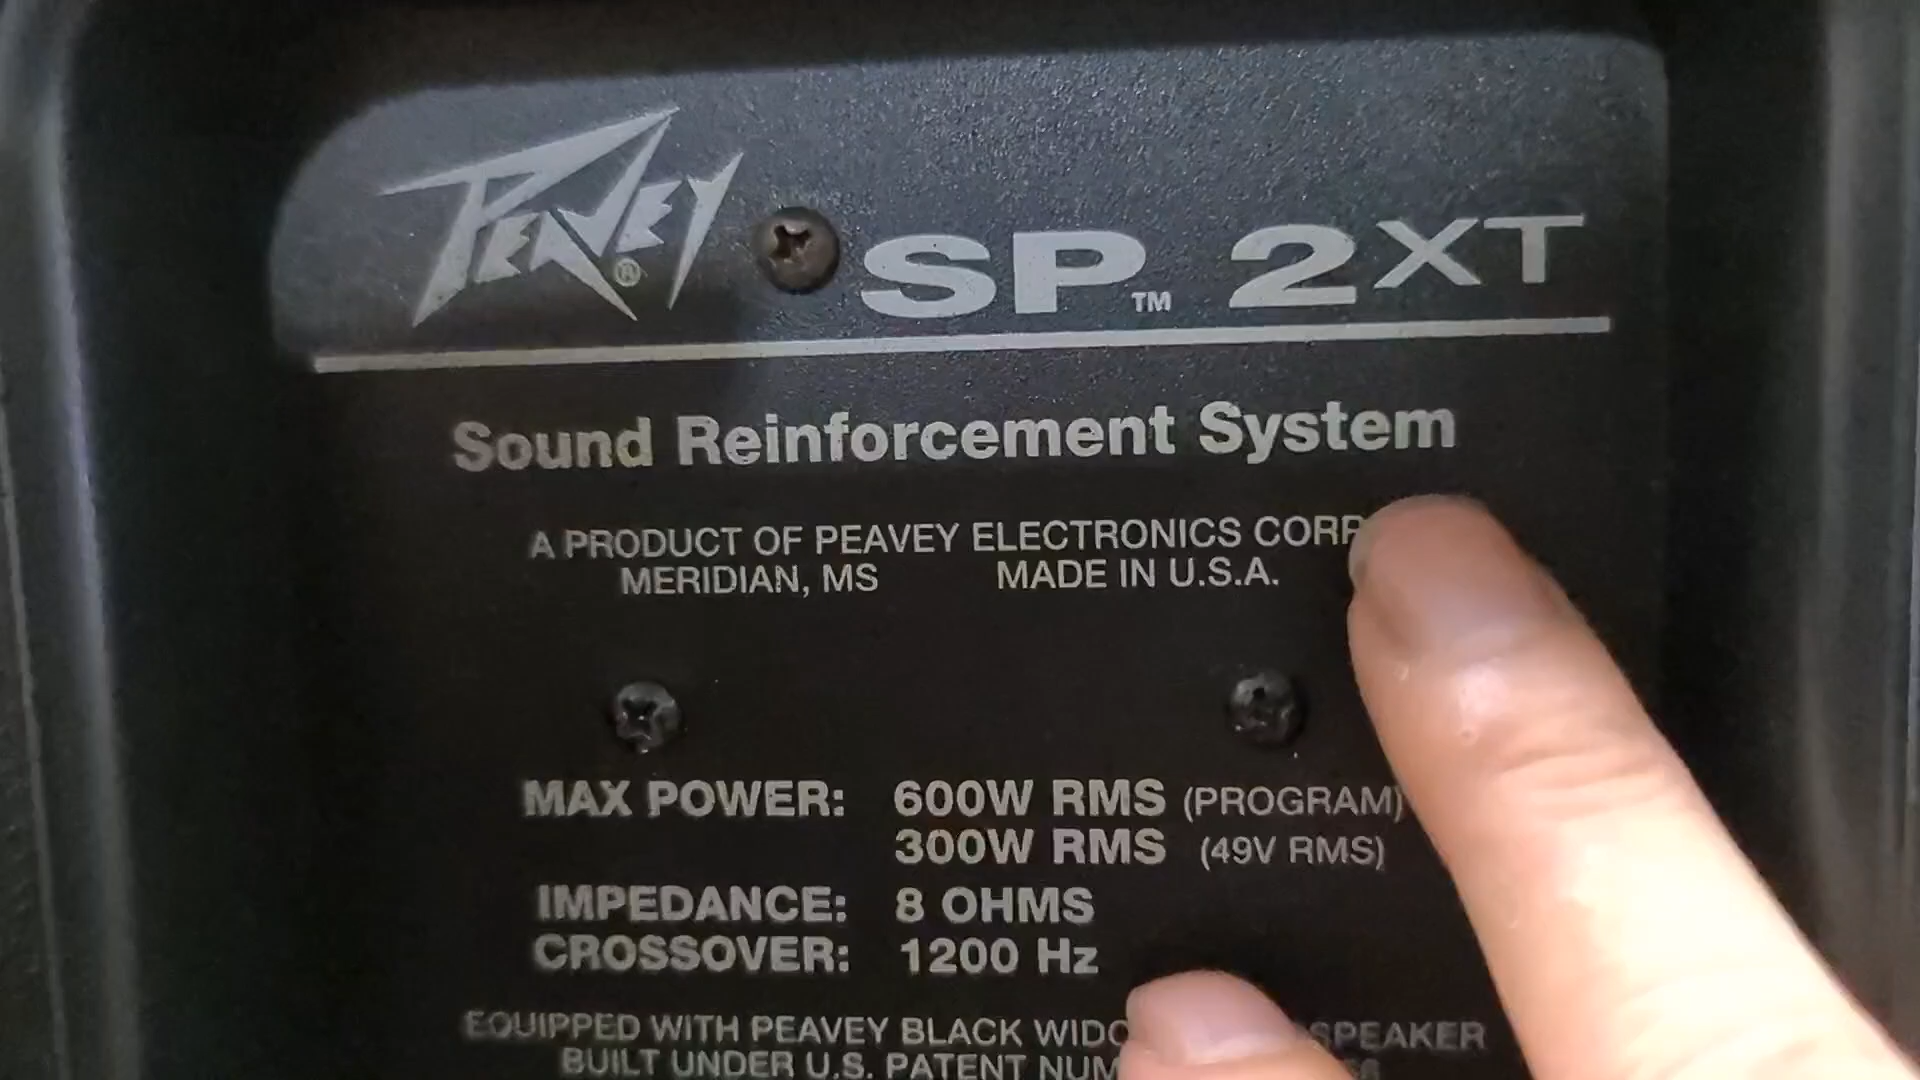 PEAVEY® SP™ 2XT
Sound Reinforcement System
A PRODUCT OF PEAVEY ELECTRONICS CORP
MERIDIAN, MS MADE IN U.S.A.
MAX POWER: 600W RMS (PROGRAM)
300W RMS (49V RMS)
IMPEDANCE: 8 OHMS
CROSSOVER: 1200 Hz
EQUIPPED WITH PEAVEY BLACK SPEAKER
BUILT UNDER U.S. PATENT